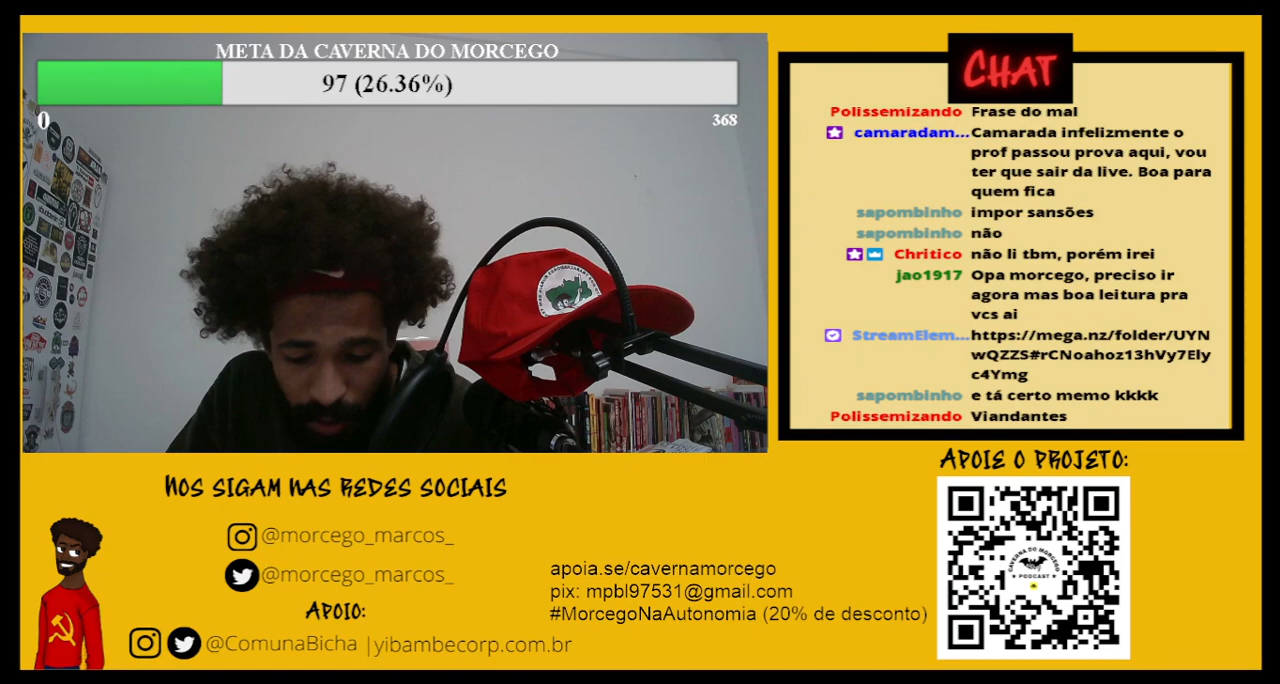 META DA CAVERNA DO MORCEGO
97 (26.36%)
0
368
CHAT
Polissemizando Frase do mal
camaradam... Camarada infelizmente o
prof passou prova aqui, vou
ter que sair da live. Boa para
quem fica
sapombinho impor sansões
sapombinho não
Chritico não li tbm, porém irei
jao1917 Opa morcego, preciso ir
agora mas boa leitura pra
vcs ai
StreamElem... https://mega.nz/folder/UYN
wQZZS#rCNoahoz13hVy7Ely
c4Ymg
sapombinho e tá certo memo kkkk
Polissemizando Viandantes
NOS SIGAM NAS REDES SOCIAIS
@morcego_marcos_
@morcego_marcos_
APOIO:
@ComunaBicha |yibambecorp.com.br
apoia.se/cavernamorcego
pix: mpbl97531@gmail.com
#MorcegoNaAutonomia (20% de desconto)
APOIE O PROJETO:
CAVERNA DO MORCEGO
PODCAST